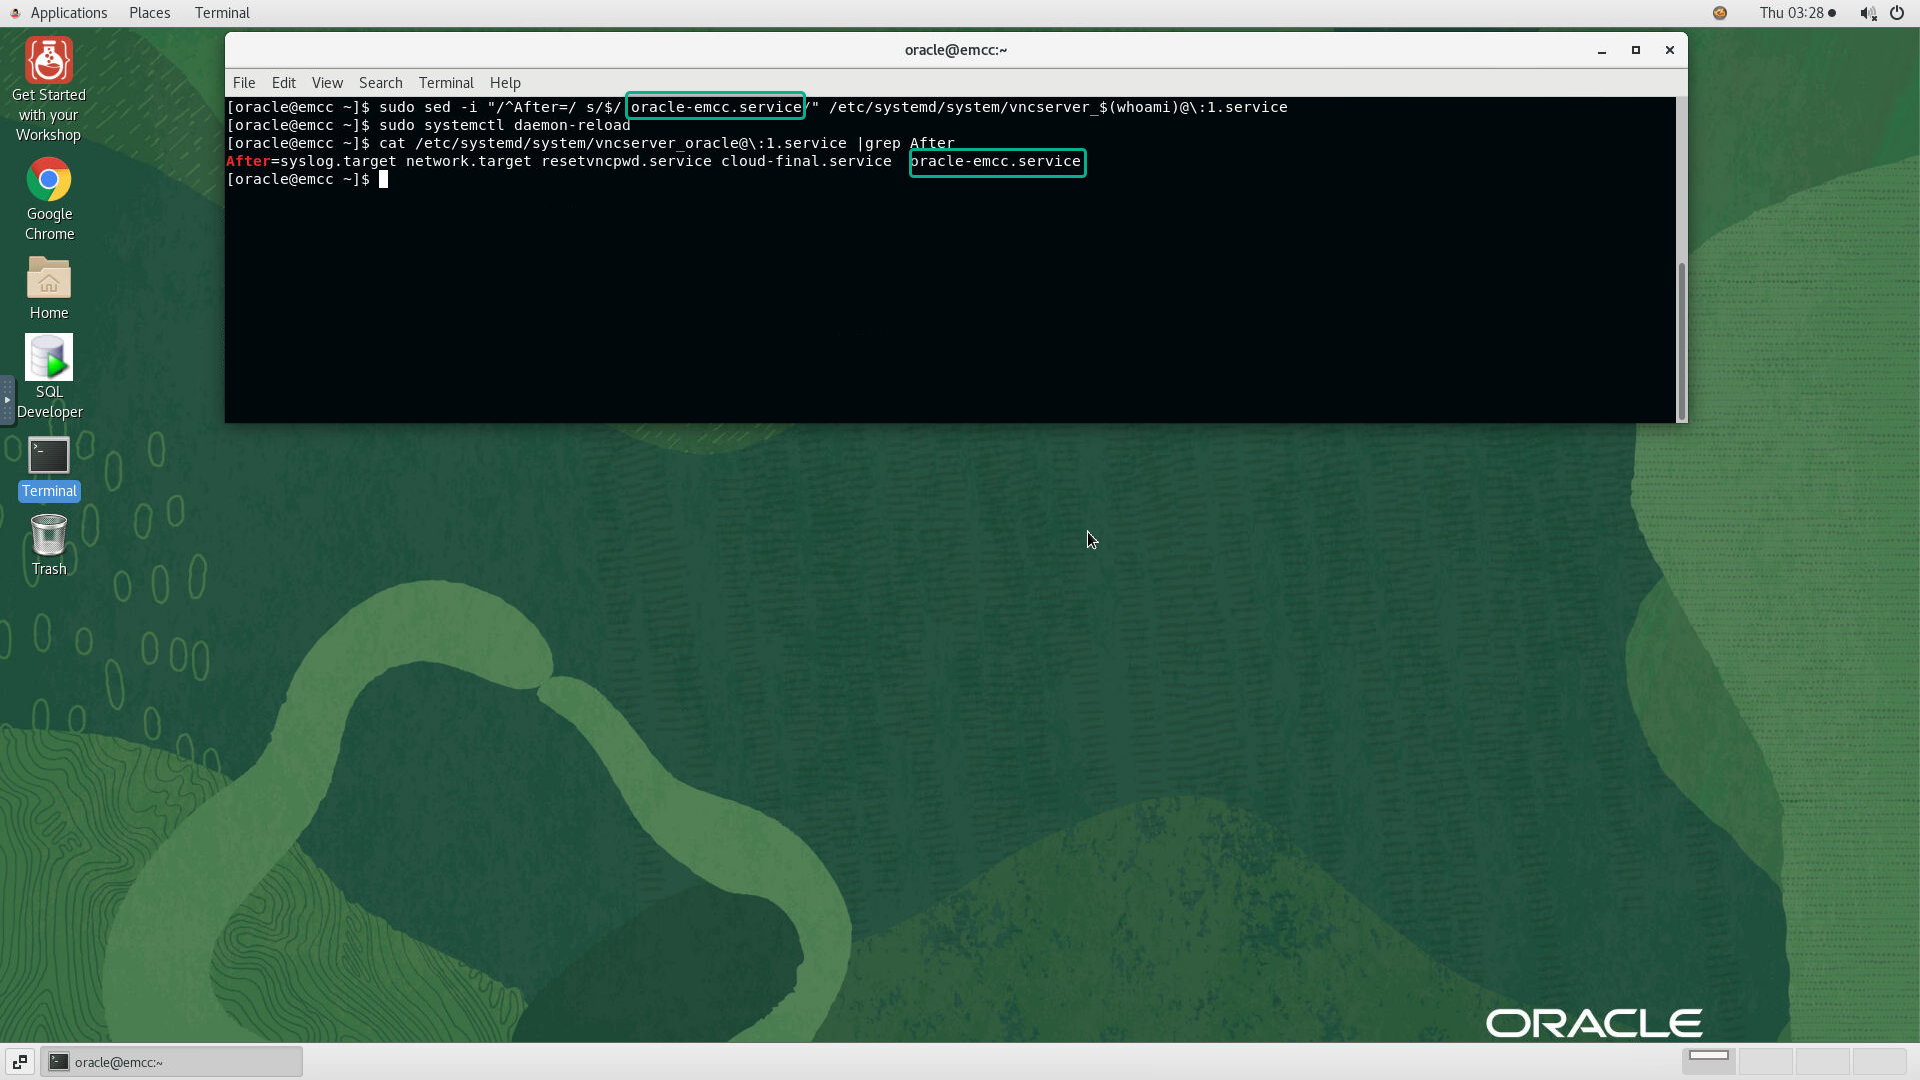 Applications Places Terminal Thu 03:28
oracle@emcc:~
File Edit View Search Terminal Help
[oracle@emcc ~]$ sudo sed -i "/^After=/ s/$/ oracle-emcc.service/" /etc/systemd/system/vncserver_$(whoami)@\:1.service
[oracle@emcc ~]$ sudo systemctl daemon-reload
[oracle@emcc ~]$ cat /etc/systemd/system/vncserver_oracle@\:1.service |grep After
After=syslog.target network.target resetvncpwd.service cloud-final.service  oracle-emcc.service
[oracle@emcc ~]$
Get Started
with your
Workshop
Google
Chrome
Home
SQL
Developer
Terminal
Trash
ORACLE
oracle@emcc:~